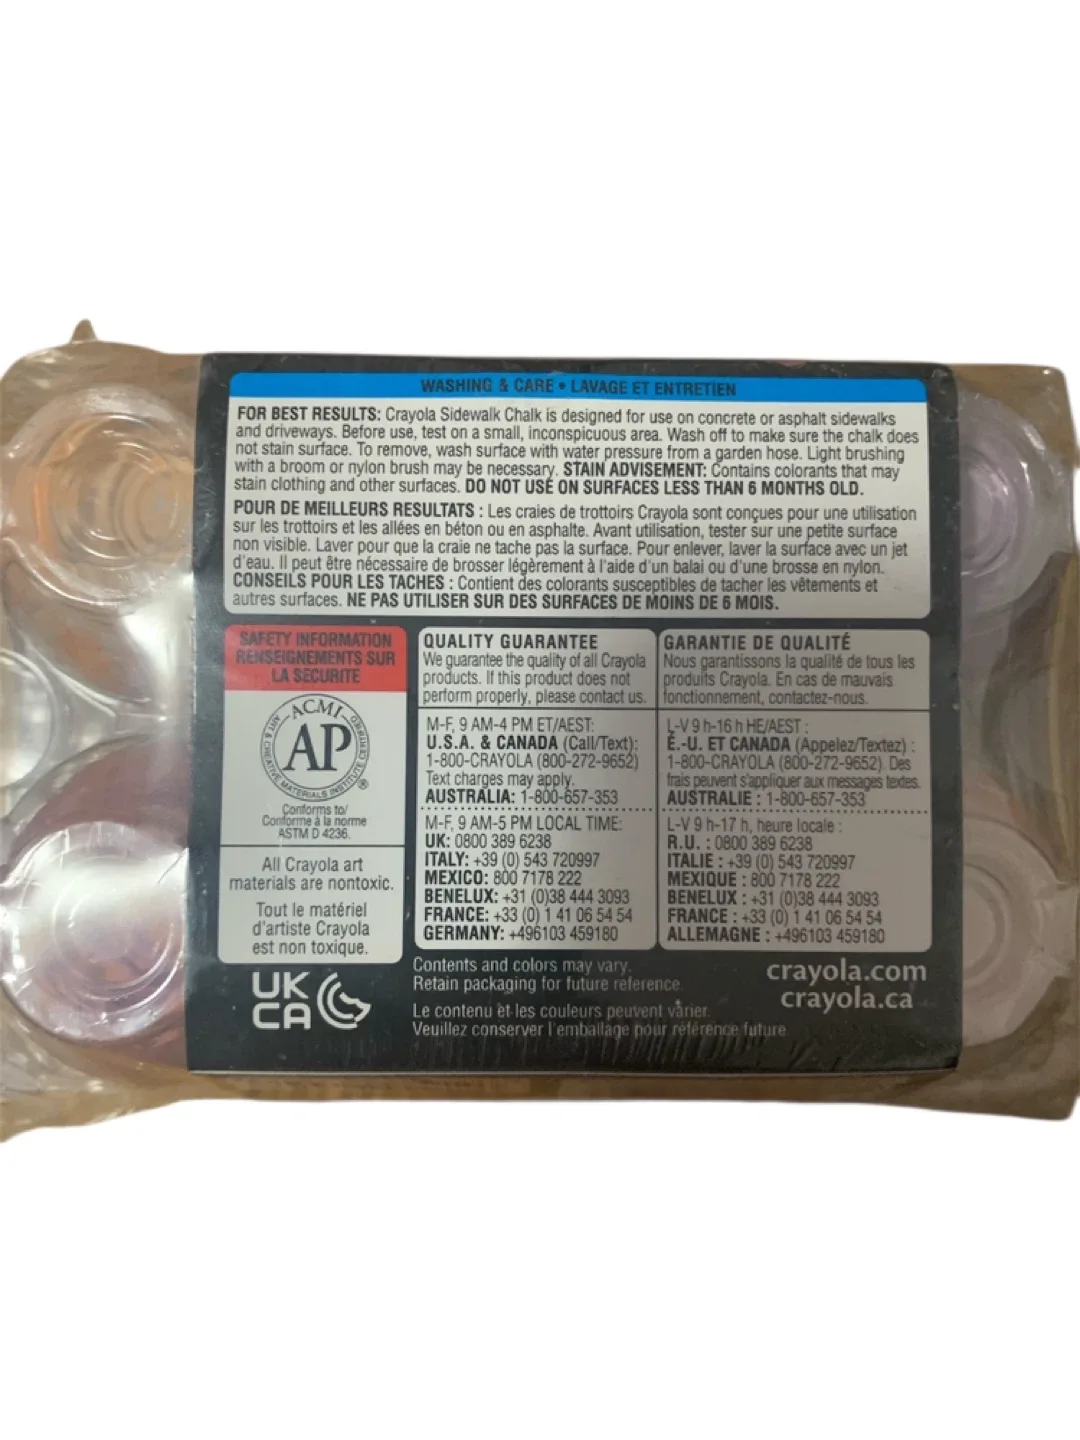 WASHING & CARE • LAVAGE ET ENTRETIEN
FOR BEST RESULTS: Crayola Sidewalk Chalk is designed for use on concrete or asphalt sidewalks
and driveways. Before use, test on a small, inconspicuous area. Wash off to make sure the chalk does
not stain surface. To remove, wash surface with water pressure from a garden hose. Light brushing
with a broom or nylon brush may be necessary. STAIN ADVISEMENT: Contains colorants that may
stain clothing and other surfaces. DO NOT USE ON SURFACES LESS THAN 6 MONTHS OLD.
POUR DE MEILLEURS RESULTATS : Les craies de trottoirs Crayola sont conçues pour une utilisation
sur les trottoirs et les allées en béton ou en asphalte. Avant utilisation, tester sur une petite surface
non visible. Laver pour que la craie ne tache pas la surface. Pour enlever, laver la surface avec un jet
d'eau. Il peut être nécessaire de brosser légèrement à l'aide d'un balai ou d'une brosse en nylon.
CONSEILS POUR LES TACHES : Contient des colorants susceptibles de tacher les vêtements et
autres surfaces. NE PAS UTILISER SUR DES SURFACES DE MOINS DE 6 MOIS.
SAFETY INFORMATION
RENSEIGNEMENTS SUR
LA SÉCURITÉ
ACMI
AP
ART & CREATIVE MATERIALS INSTITUTE CERTIFIED
®
Conforms to/
Conforme à la norme
ASTM D 4236.
All Crayola art
materials are nontoxic.
Tout le matériel
d'artiste Crayola
est non toxique.
QUALITY GUARANTEE
We guarantee the quality of all Crayola
products. If this product does not
perform properly, please contact us.
M-F, 9 AM-4 PM ET/AEST:
U.S.A. & CANADA (Call/Text):
1-800-CRAYOLA (800-272-9652)
Text charges may apply.
AUSTRALIA: 1-800-657-353
M-F, 9 AM-5 PM LOCAL TIME:
UK: 0800 389 6238
ITALY: +39 (0) 543 720997
MEXICO: 800 7178 222
BENELUX: +31 (0)38 444 3093
FRANCE: +33 (0) 1 41 06 54 54
GERMANY: +496103 459180
GARANTIE DE QUALITÉ
Nous garantissons la qualité de tous les
produits Crayola. En cas de mauvais
fonctionnement, contactez-nous.
L-V 9 h-16 h HE/AEST :
É.-U. ET CANADA (Appelez/Textez) :
1-800-CRAYOLA (800-272-9652). Des
frais peuvent s'appliquer aux messages textes.
AUSTRALIE : 1-800-657-353
L-V 9 h-17 h, heure locale :
R.U. : 0800 389 6238
ITALIE : +39 (0) 543 720997
MEXIQUE : 800 7178 222
BENELUX : +31 (0)38 444 3093
FRANCE : +33 (0) 1 41 06 54 54
ALLEMAGNE : +496103 459180
UK
CA
Contents and colors may vary.
Retain packaging for future reference.
Le contenu et les couleurs peuvent varier.
Veuillez conserver l'emballage pour référence future
crayola.com
crayola.ca